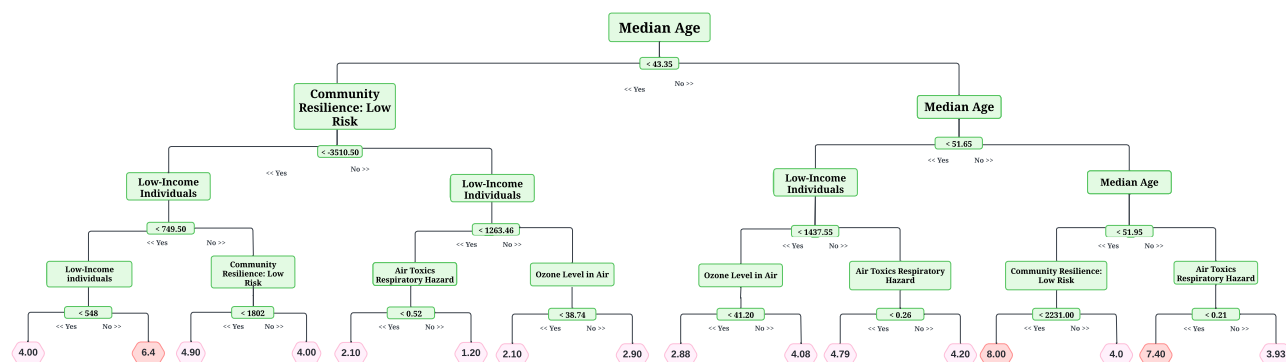 Median Age
< 43.35
<< Yes
No >>
Community
Resilience: Low
Risk
Median Age
< -3510.50
<< Yes
No >>
< 51.65
<< Yes
No >>
Low-Income
Individuals
Low-Income
Individuals
Low-Income
Individuals
Median Age
< 749.50
<< Yes
No >>
< 1263.46
<< Yes
No >>
< 1437.55
<< Yes
No >>
< 51.95
<< Yes
No >>
Low-Income
individuals
Community
Resilience: Low
Risk
Air Toxics
Respiratory Hazard
Ozone Level in Air
Ozone Level in Air
Air Toxics Respiratory
Hazard
Community Resilience:
Low Risk
Air Toxics
Respiratory Hazard
< 548
<< Yes
No >>
< 1802
<< Yes
No >>
< 0.52
<< Yes
No >>
< 38.74
<< Yes
No >>
< 41.20
<< Yes
No >>
< 0.26
<< Yes
No >>
< 2231.00
<< Yes
No >>
< 0.21
<< Yes
No >>
4.00
6.4
4.90
4.00
2.10
1.20
2.10
2.90
2.88
4.08
4.79
4.20
8.00
4.0
7.40